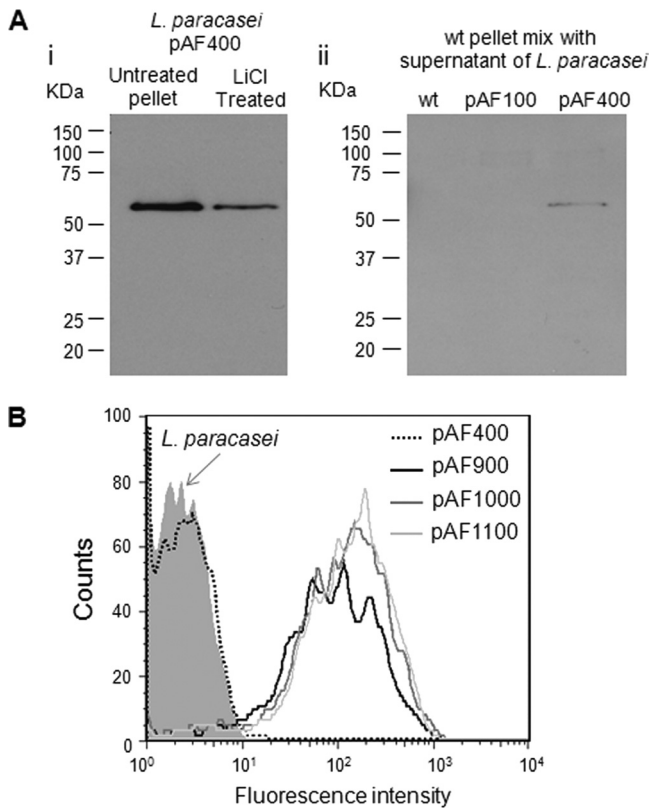 A
L. paracasei
pAF400
i
KDa
Untreated
pellet
LiCl
Treated
150
100
75
50
37
25
20
ii
wt pellet mix with
supernatant of L. paracasei
KDa
wt pAF100 pAF400
150
100
75
50
37
25
20
B
L. paracasei
pAF400
pAF900
pAF1000
pAF1100
Counts
100
80
60
40
20
0
10^0 10^1 10^2 10^3 10^4
Fluorescence intensity